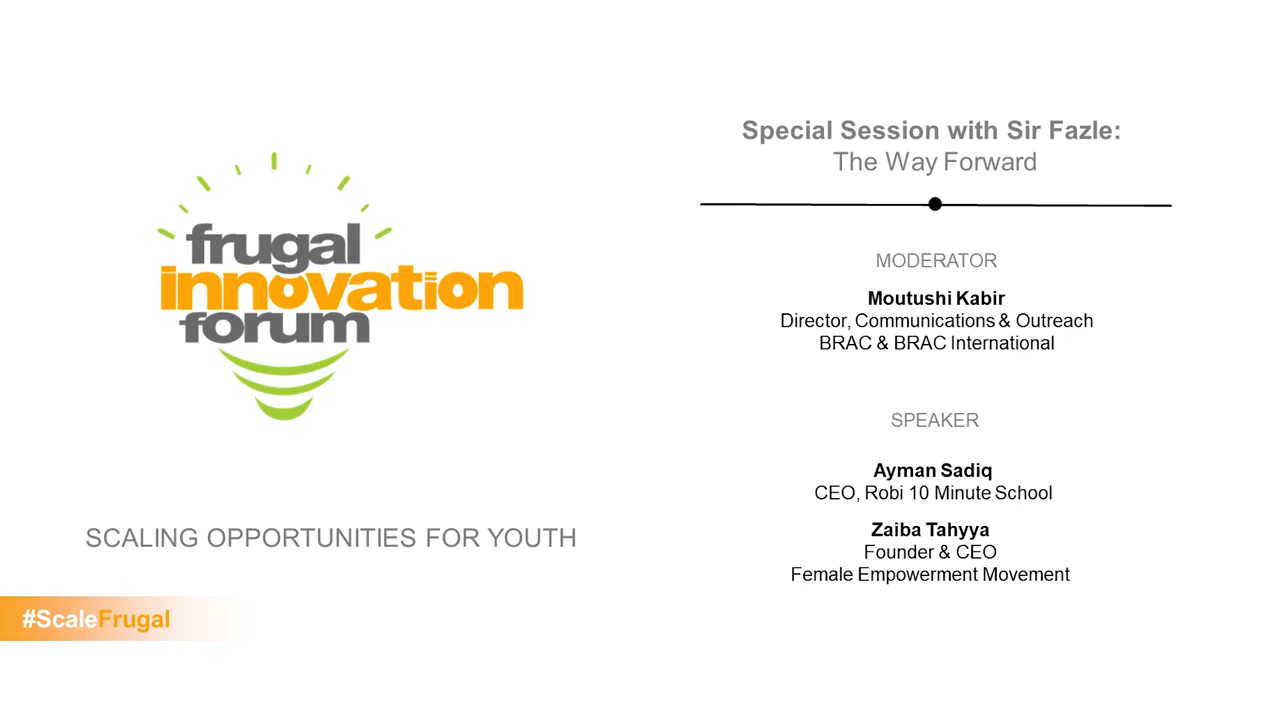 frugal
innovation
forum
SCALING OPPORTUNITIES FOR YOUTH
#ScaleFrugal
Special Session with Sir Fazle:
The Way Forward
MODERATOR
Moutushi Kabir
Director, Communications & Outreach
BRAC & BRAC International
SPEAKER
Ayman Sadiq
CEO, Robi 10 Minute School
Zaiba Tahyya
Founder & CEO
Female Empowerment Movement